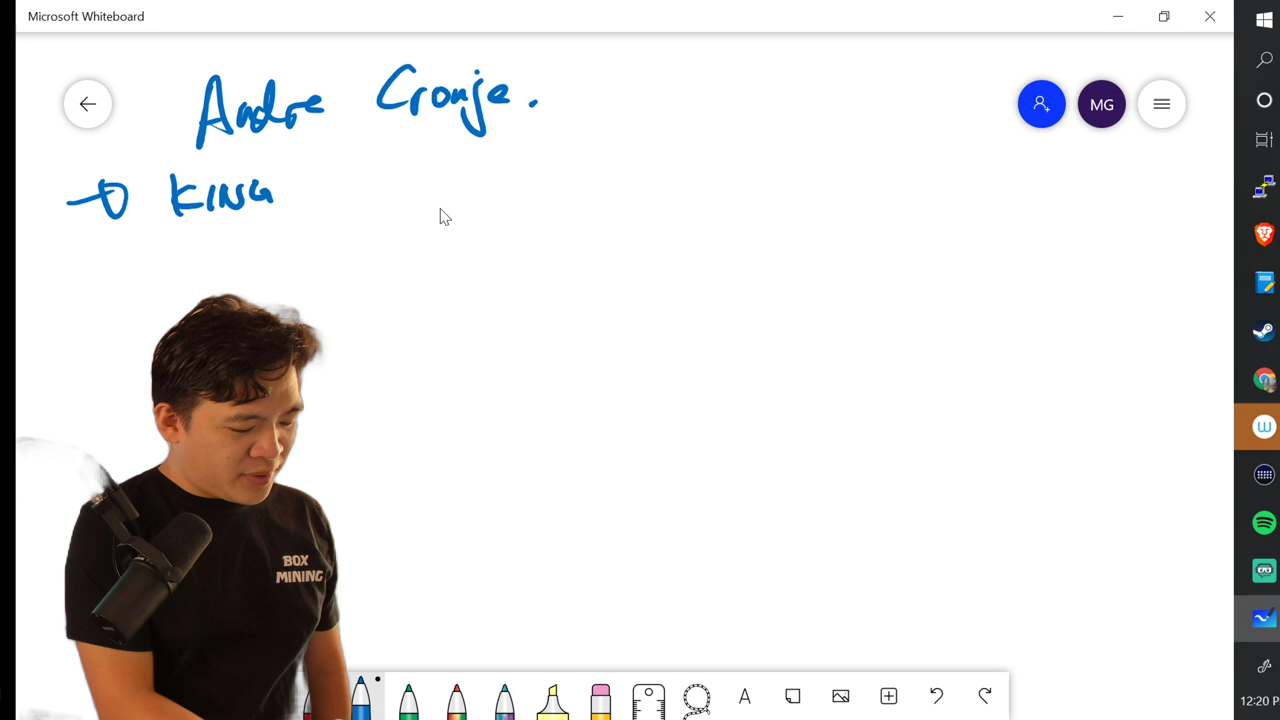 Microsoft Whiteboard
Andre Cronje.
KING
MG
BOX
MINING
A
W
12:20 P